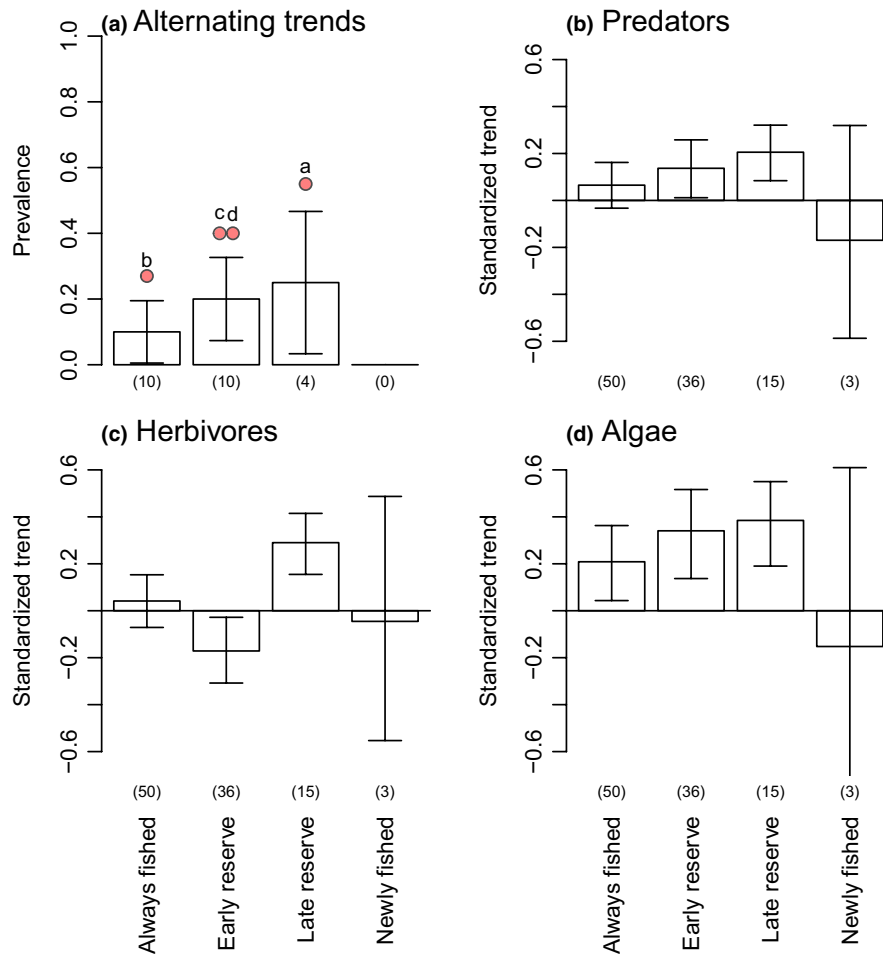 (a) Alternating trends
Prevalence
1.0
0.8
0.6
0.4
0.2
0.0
b
c d
a
(10) (10) (4) (0)
(b) Predators
Standardized trend
0.6
0.2
−0.2
−0.6
(50) (36) (15) (3)
(c) Herbivores
Standardized trend
0.6
0.2
−0.2
−0.6
(50) (36) (15) (3)
Always fished
Early reserve
Late reserve
Newly fished
(d) Algae
Standardized trend
0.6
0.2
−0.2
−0.6
(50) (36) (15) (3)
Always fished
Early reserve
Late reserve
Newly fished